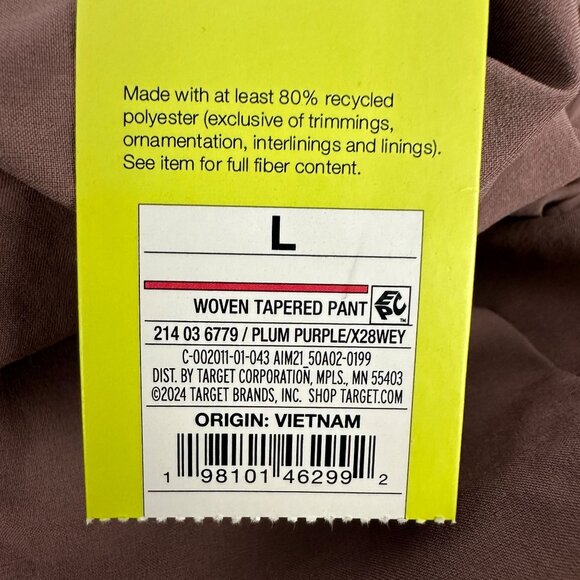 Made with at least 80% recycled
polyester (exclusive of trimmings,
ornamentation, interlinings and linings).
See item for full fiber content.
L
WOVEN TAPERED PANT EPC™
214 03 6779 / PLUM PURPLE/X28WEY
C-002011-01-043 AIM21 50A02-0199
DIST. BY TARGET CORPORATION, MPLS., MN 55403
©2024 TARGET BRANDS, INC. SHOP TARGET.COM
ORIGIN: VIETNAM
1 98101 46299 2